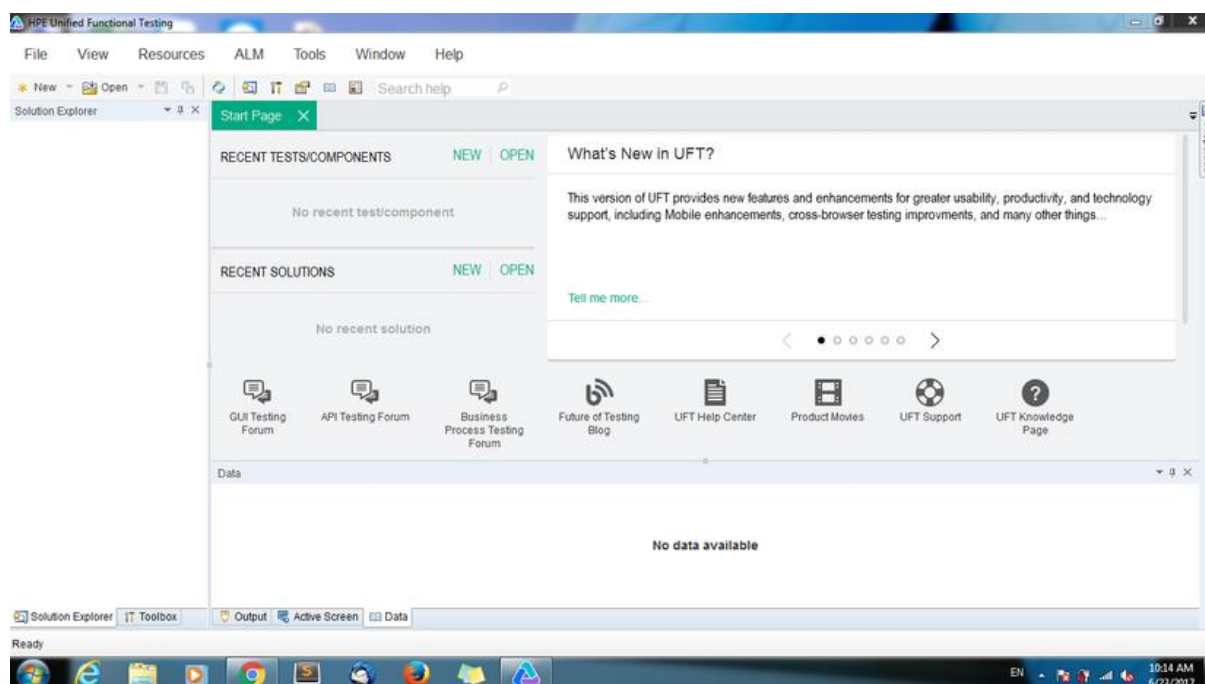 HPE Unified Functional Testing
File View Resources ALM Tools Window Help
New Open Search help
Solution Explorer
Start Page
RECENT TESTS/COMPONENTS NEW OPEN
No recent test/component
RECENT SOLUTIONS NEW OPEN
No recent solution
What's New in UFT?
This version of UFT provides new features and enhancements for greater usability, productivity, and technology
support, including Mobile enhancements, cross-browser testing improvments, and many other things...
Tell me more...
GUI Testing
Forum
API Testing Forum
Business
Process Testing
Forum
Future of Testing
Blog
UFT Help Center
Product Movies
UFT Support
UFT Knowledge
Page
Data
No data available
Solution Explorer Toolbox
Output Active Screen Data
Ready
EN
10:14 AM
6/23/2017